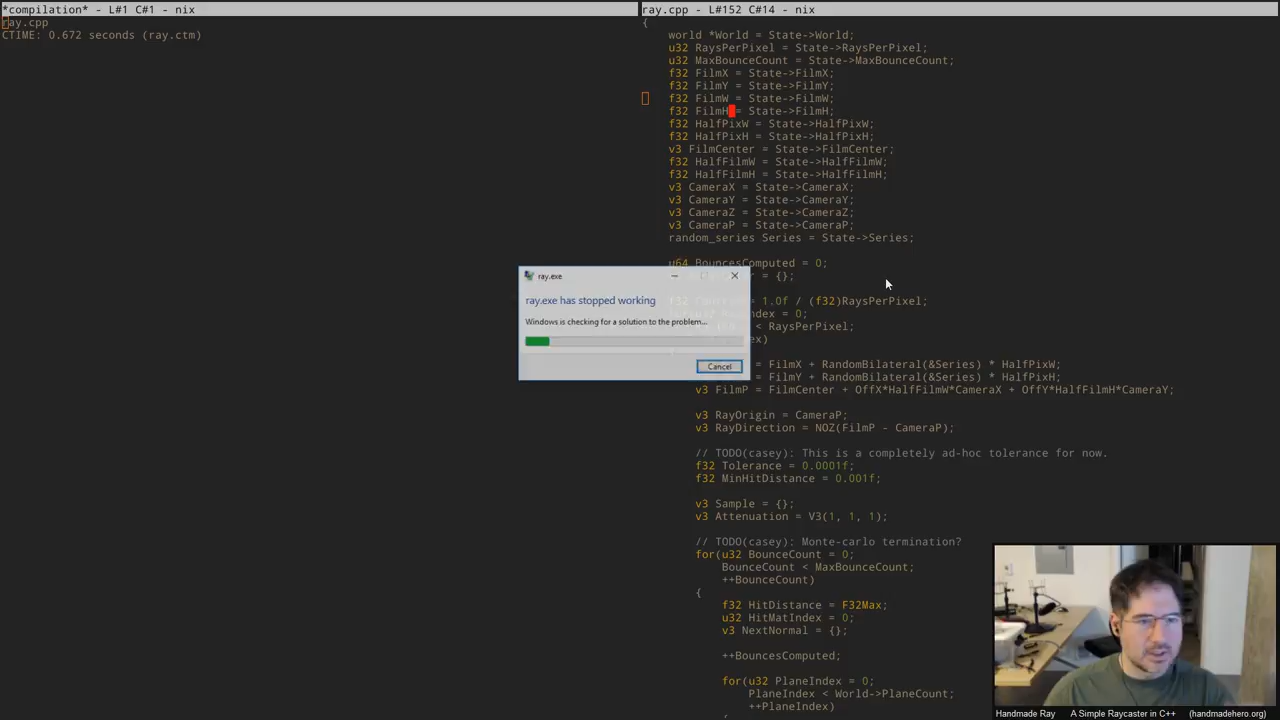 *compilation* - L#1 C#1 - nix
ray.cpp
CTIME: 0.672 seconds (ray.ctm)
ray.cpp - L#152 C#14 - nix
{
world *World = State->World;
u32 RaysPerPixel = State->RaysPerPixel;
u32 MaxBounceCount = State->MaxBounceCount;
f32 FilmX = State->FilmX;
f32 FilmY = State->FilmY;
f32 FilmW = State->FilmW;
f32 FilmH = State->FilmH;
f32 HalfPixW = State->HalfPixW;
f32 HalfPixH = State->HalfPixH;
v3 FilmCenter = State->FilmCenter;
f32 HalfFilmW = State->HalfFilmW;
f32 HalfFilmH = State->HalfFilmH;
v3 CameraX = State->CameraX;
v3 CameraY = State->CameraY;
v3 CameraZ = State->CameraZ;
v3 CameraP = State->CameraP;
random_series Series = State->Series;
u64 BouncesComputed = 0;
= {};
= 1.0f / (f32)RaysPerPixel;
= 0;
< RaysPerPixel;
= FilmX + RandomBilateral(&Series) * HalfPixW;
= FilmY + RandomBilateral(&Series) * HalfPixH;
v3 FilmP = FilmCenter + OffX*HalfFilmW*CameraX + OffY*HalfFilmH*CameraY;
v3 RayOrigin = CameraP;
v3 RayDirection = NOZ(FilmP - CameraP);
// TODO(casey): This is a completely ad-hoc tolerance for now.
f32 Tolerance = 0.0001f;
f32 MinHitDistance = 0.001f;
v3 Sample = {};
v3 Attenuation = V3(1, 1, 1);
// TODO(casey): Monte-carlo termination?
for(u32 BounceCount = 0;
BounceCount < MaxBounceCount;
++BounceCount)
{
f32 HitDistance = F32Max;
u32 HitMatIndex = 0;
v3 NextNormal = {};
++BouncesComputed;
for(u32 PlaneIndex = 0;
PlaneIndex < World->PlaneCount;
++PlaneIndex)
ray.exe
ray.exe has stopped working
Windows is checking for a solution to the problem...
Cancel
Handmade Ray A Simple Raycaster in C++ (handmadehero.org)